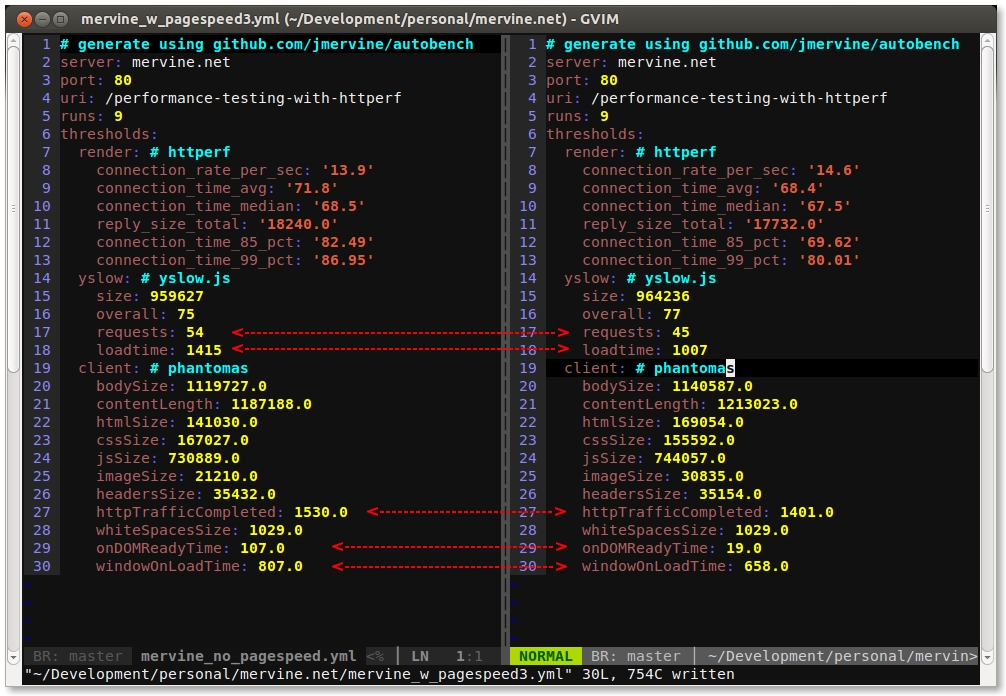 mervine_w_pagespeed3.yml (~/Development/personal/mervine.net) - GVIM
1 # generate using github.com/jmervine/autobench
2 server: mervine.net
3 port: 80
4 uri: /performance-testing-with-httperf
5 runs: 9
6 thresholds:
7 render: # httperf
8 connection_rate_per_sec: '13.9'
9 connection_time_avg: '71.8'
10 connection_time_median: '68.5'
11 reply_size_total: '18240.0'
12 connection_time_85_pct: '82.49'
13 connection_time_99_pct: '86.95'
14 yslow: # yslow.js
15 size: 959627
16 overall: 75
17 requests: 54
18 loadtime: 1415
19 client: # phantomas
20 bodySize: 1119727.0
21 contentLength: 1187188.0
22 htmlSize: 141030.0
23 cssSize: 167027.0
24 jsSize: 730889.0
25 imageSize: 21210.0
26 headersSize: 35432.0
27 httpTrafficCompleted: 1530.0
28 whiteSpacesSize: 1029.0
29 onDOMReadyTime: 107.0
30 windowOnLoadTime: 807.0
~
~
~
~
BR: master mervine_no_pagespeed.yml <% | LN 1:1
1 # generate using github.com/jmervine/autobench
2 server: mervine.net
3 port: 80
4 uri: /performance-testing-with-httperf
5 runs: 9
6 thresholds:
7 render: # httperf
8 connection_rate_per_sec: '14.6'
9 connection_time_avg: '68.4'
10 connection_time_median: '67.5'
11 reply_size_total: '17732.0'
12 connection_time_85_pct: '69.62'
13 connection_time_99_pct: '80.01'
14 yslow: # yslow.js
15 size: 964236
16 overall: 77
17 requests: 45
18 loadtime: 1007
19 client: # phantomas
20 bodySize: 1140587.0
21 contentLength: 1213023.0
22 htmlSize: 169054.0
23 cssSize: 155592.0
24 jsSize: 744057.0
25 imageSize: 30835.0
26 headersSize: 35154.0
27 httpTrafficCompleted: 1401.0
28 whiteSpacesSize: 1029.0
29 onDOMReadyTime: 19.0
30 windowOnLoadTime: 658.0
~
~
~
~
NORMAL BR: master | ~/Development/personal/mervin>
"~/Development/personal/mervine.net/mervine_w_pagespeed3.yml" 30L, 754C written